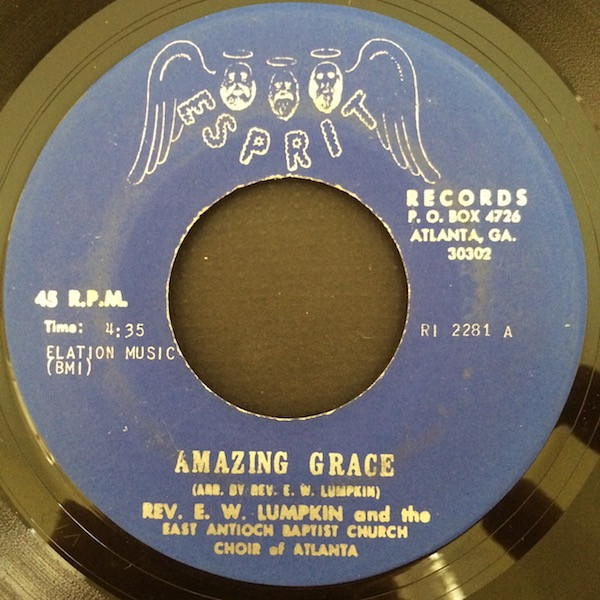 ESPRIT
RECORDS
P. O. BOX 4726
ATLANTA, GA.
30302
45 R.P.M.
Time: 4:35
ELATION MUSIC
(BMI)
RI 2281 A
AMAZING GRACE
(ARR. BY REV. E. W. LUMPKIN)
REV. E. W. LUMPKIN and the
EAST ANTIOCH BAPTIST CHURCH
CHOIR of ATLANTA